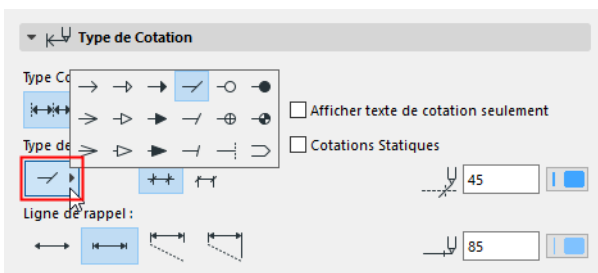 Type de Cotation
Type Co
Afficher texte de cotation seulement
Type de
Cotations Statiques
45
Ligne de rappel :
85